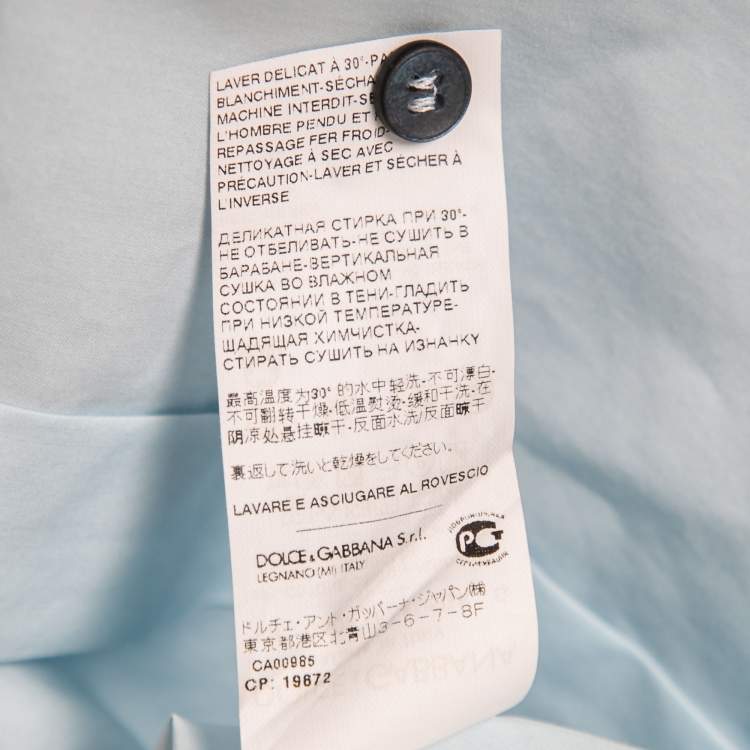 LAVER DELICAT À 30°-PA
BLANCHIMENT-SÉCHA
MACHINE INTERDIT-S
L'HOMBRE PENDU ET
REPASSAGE FER FROID-
NETTOYAGE À SEC AVEC
PRÉCAUTION-LAVER ET SÉCHER À
L'INVERSE
ДЕЛИКАТНАЯ СТИРКА ПРИ 30°-
НЕ ОТБЕЛИВАТЬ-НЕ СУШИТЬ В
БАРАБАНЕ-ВЕРТИКАЛЬНАЯ
СУШКА ВО ВЛАЖНОМ
СОСТОЯНИИ В ТЕНИ-ГЛАДИТЬ
ПРИ НИЗКОЙ ТЕМПЕРАТУРЕ-
ЩАДЯЩАЯ ХИМЧИСТКА-
СТИРАТЬ СУШИТЬ НА ИЗНАНКУ
最高温度为30°的水中轻洗-不可漂白-
不可翻转干燥-低温熨烫-缓和干洗-在
阴凉处悬挂晾干-反面水洗/反面晾干
裏返して洗いと乾燥をしてください。
LAVARE E ASCIUGARE AL ROVESCIO
DOLCE & GABBANA S.r.l.
LEGNANO (MI) ITALY
ДОБРОВОЛЬНАЯ
РСТ
СЕРТИФИКАЦИЯ
ドルチェ・アンド・ガッバーナ・ジャパン㈱
東京都港区北青山3-6-7-8F
CA00985
CP: 19872